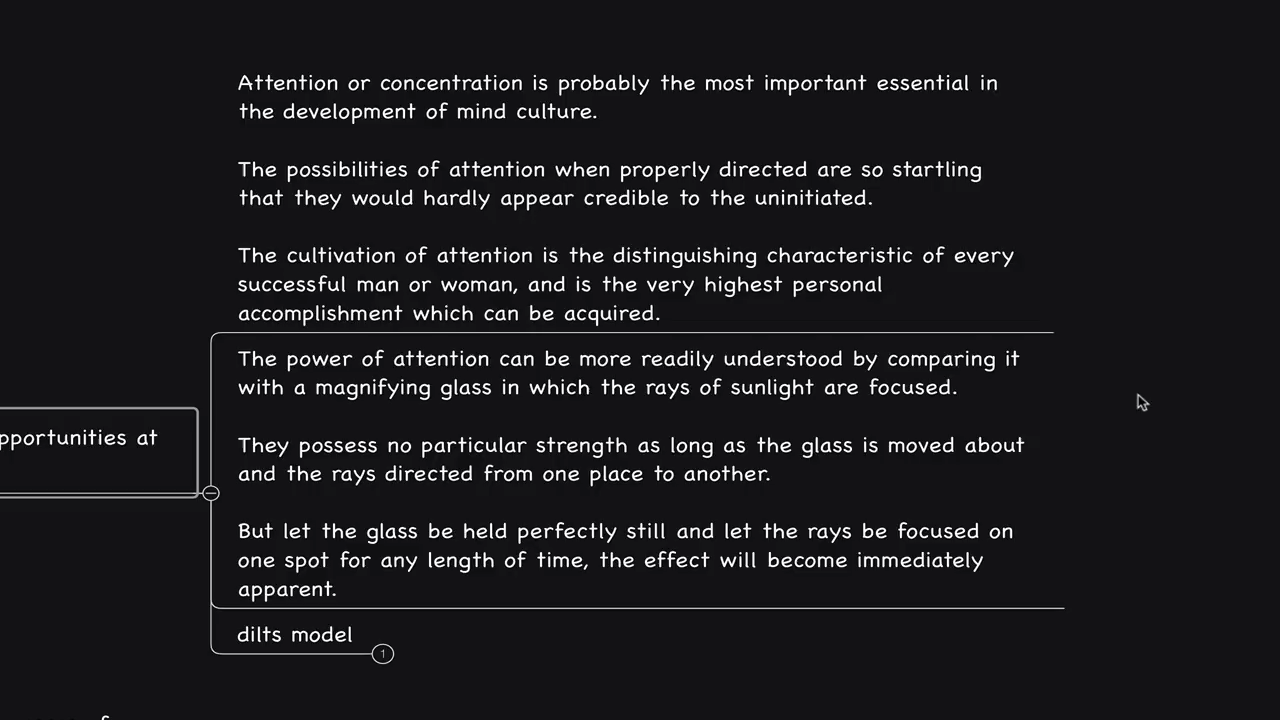 Attention or concentration is probably the most important essential in
the development of mind culture.
The possibilities of attention when properly directed are so startling
that they would hardly appear credible to the uninitiated.
The cultivation of attention is the distinguishing characteristic of every
successful man or woman, and is the very highest personal
accomplishment which can be acquired.
The power of attention can be more readily understood by comparing it
with a magnifying glass in which the rays of sunlight are focused.
pportunities at
They possess no particular strength as long as the glass is moved about
and the rays directed from one place to another.
But let the glass be held perfectly still and let the rays be focused on
one spot for any length of time, the effect will become immediately
apparent.
dilts model
1